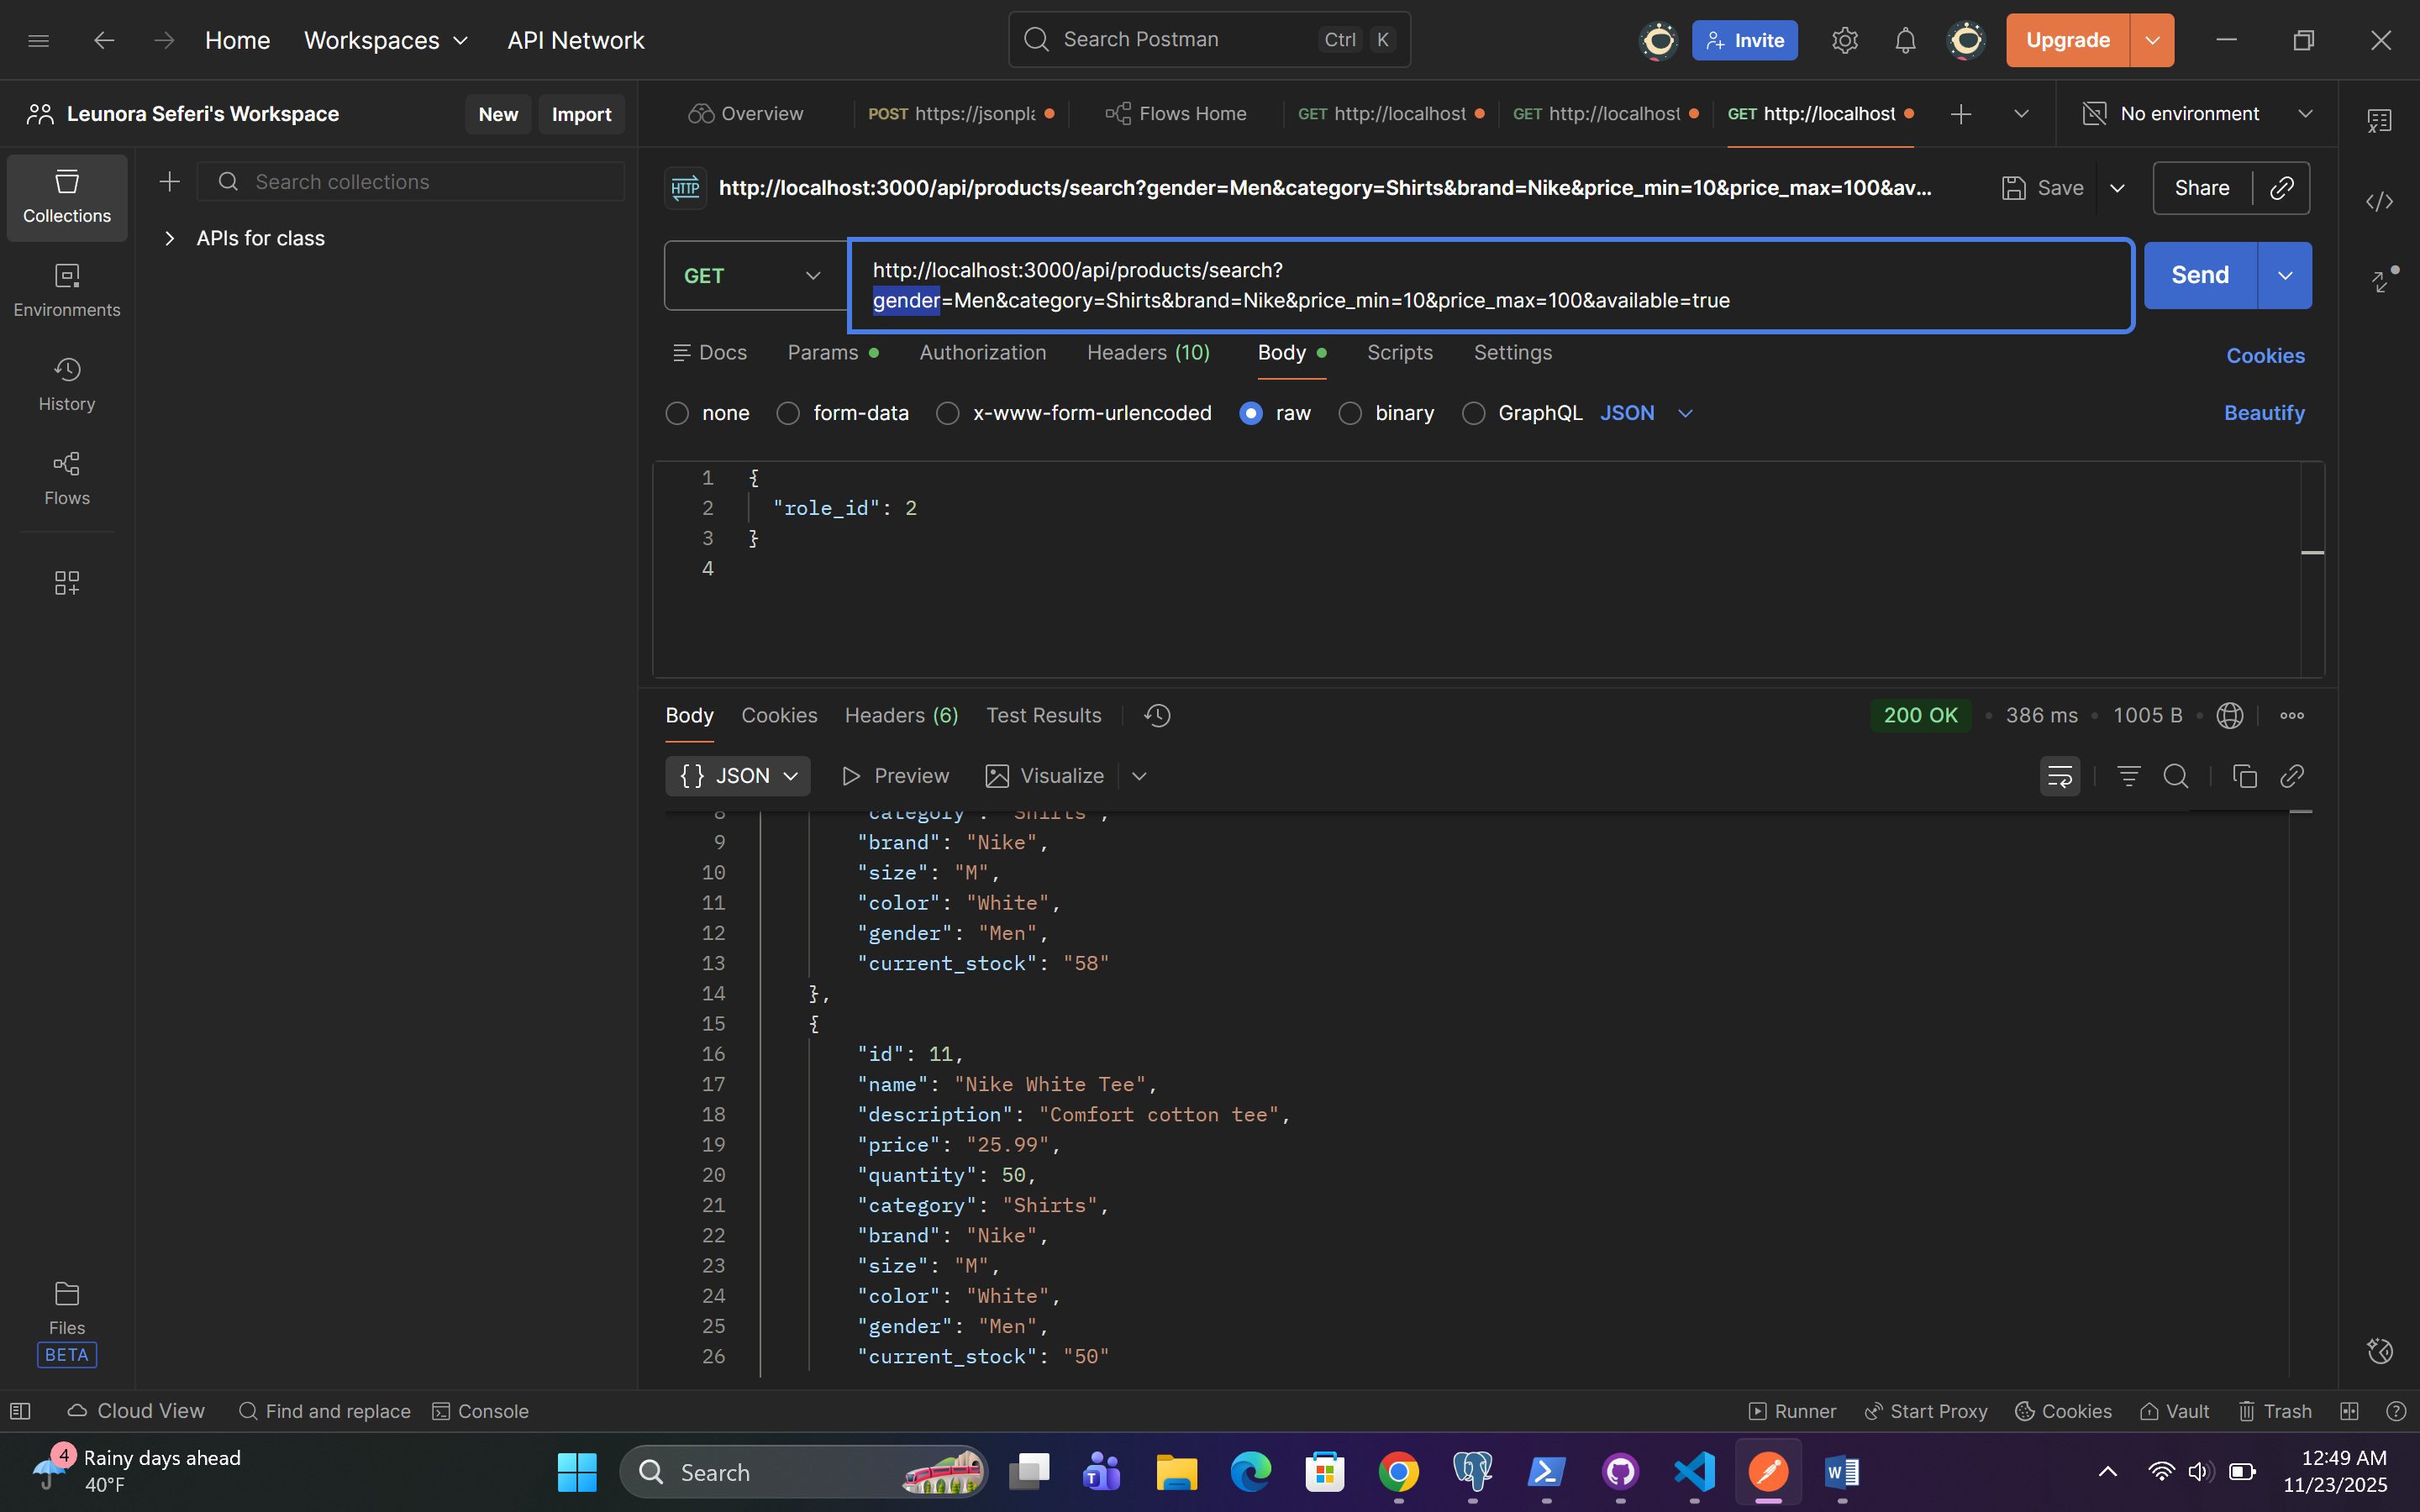 Home
Workspaces
API Network
Search Postman
Ctrl K
Invite
Upgrade
Leunora Seferi's Workspace
New
Import
Overview
POST https://jsonpla
Flows Home
GET http://localhost
GET http://localhost
GET http://localhost
No environment
Collections
Environments
History
Flows
Files
BETA
Search collections
APIs for class
HTTP
http://localhost:3000/api/products/search?gender=Men&category=Shirts&brand=Nike&price_min=10&price_max=100&av...
Save
Share
GET
http://localhost:3000/api/products/search?
gender=Men&category=Shirts&brand=Nike&price_min=10&price_max=100&available=true
Send
Docs
Params
Authorization
Headers (10)
Body
Scripts
Settings
Cookies
none
form-data
x-www-form-urlencoded
raw
binary
GraphQL
JSON
Beautify
1 {
2 "role_id": 2
3 }
4
Body
Cookies
Headers (6)
Test Results
200 OK
386 ms
1005 B
{} JSON
Preview
Visualize
8 "category": "Shirts",
9 "brand": "Nike",
10 "size": "M",
11 "color": "White",
12 "gender": "Men",
13 "current_stock": "58"
14 },
15 {
16 "id": 11,
17 "name": "Nike White Tee",
18 "description": "Comfort cotton tee",
19 "price": "25.99",
20 "quantity": 50,
21 "category": "Shirts",
22 "brand": "Nike",
23 "size": "M",
24 "color": "White",
25 "gender": "Men",
26 "current_stock": "50"
Cloud View
Find and replace
Console
Runner
Start Proxy
Cookies
Vault
Trash
4
Rainy days ahead
40°F
Search
12:49 AM
11/23/2025